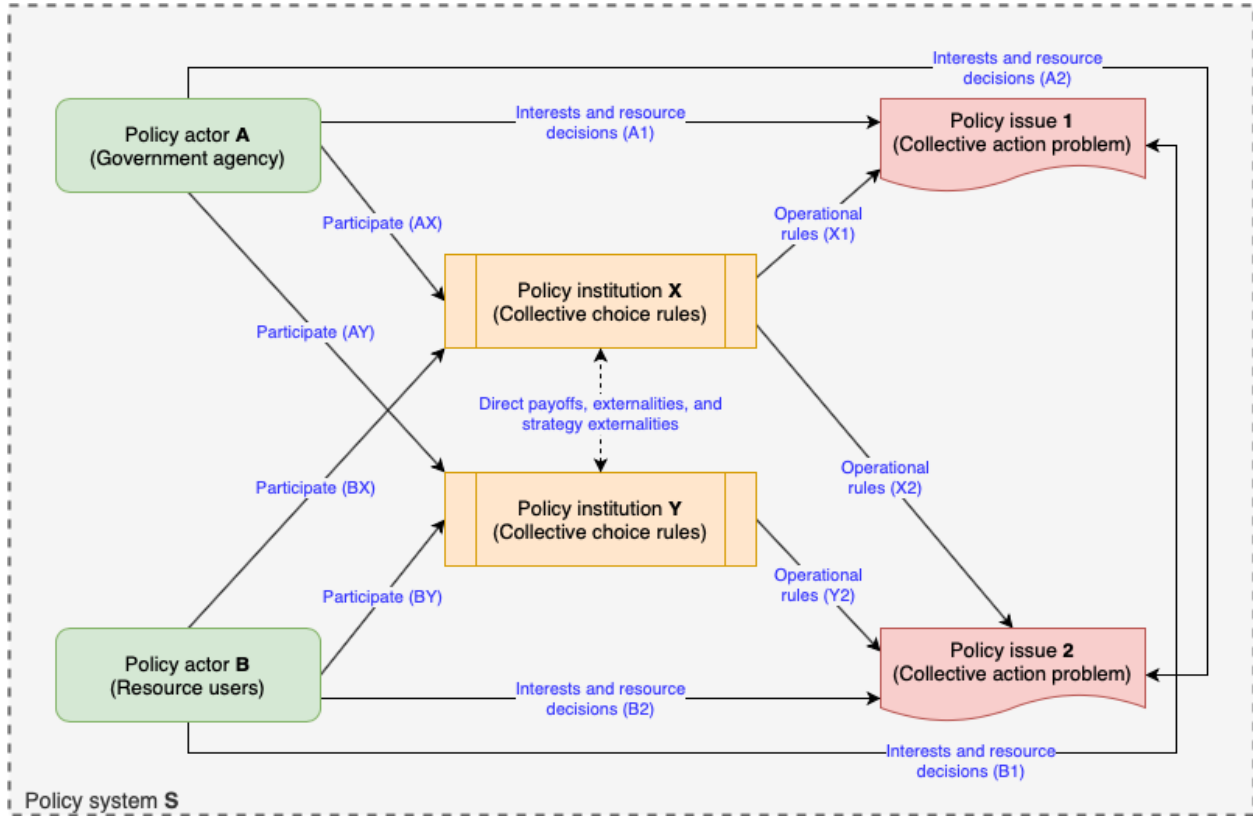 Interests and resource
decisions (A2)
Policy actor A
(Government agency)
Interests and resource
decisions (A1)
Policy issue 1
(Collective action problem)
Participate (AX)
Operational
rules (X1)
Policy institution X
(Collective choice rules)
Participate (AY)
Direct payoffs, externalities, and
strategy externalities
Participate (BX)
Operational
rules (X2)
Policy institution Y
(Collective choice rules)
Participate (BY)
Operational
rules (Y2)
Policy actor B
(Resource users)
Interests and resource
decisions (B2)
Policy issue 2
(Collective action problem)
Interests and resource
decisions (B1)
Policy system S